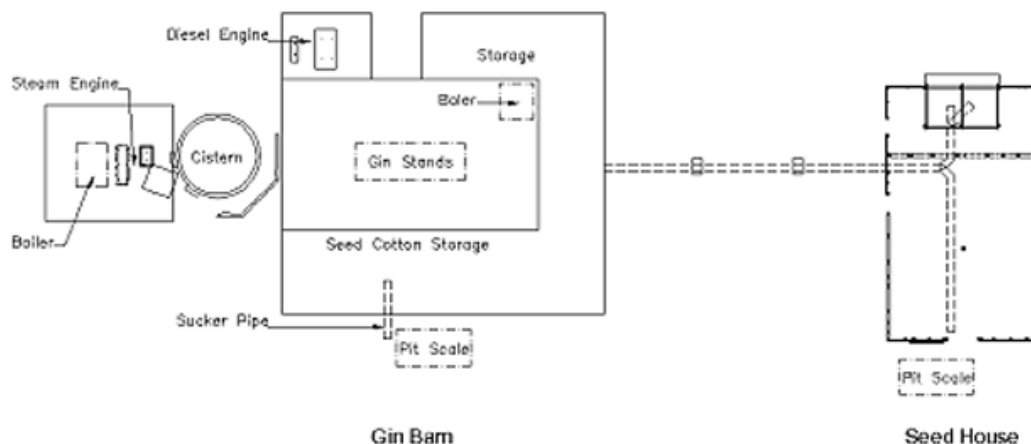 Diesel Engine
Storage
Steam Engine
Baler
Cistern
Gin Stands
Boiler
Seed Cotton Storage
Sucker Pipe
Pit Scale
Pit Scale
Gin Barn
Seed House